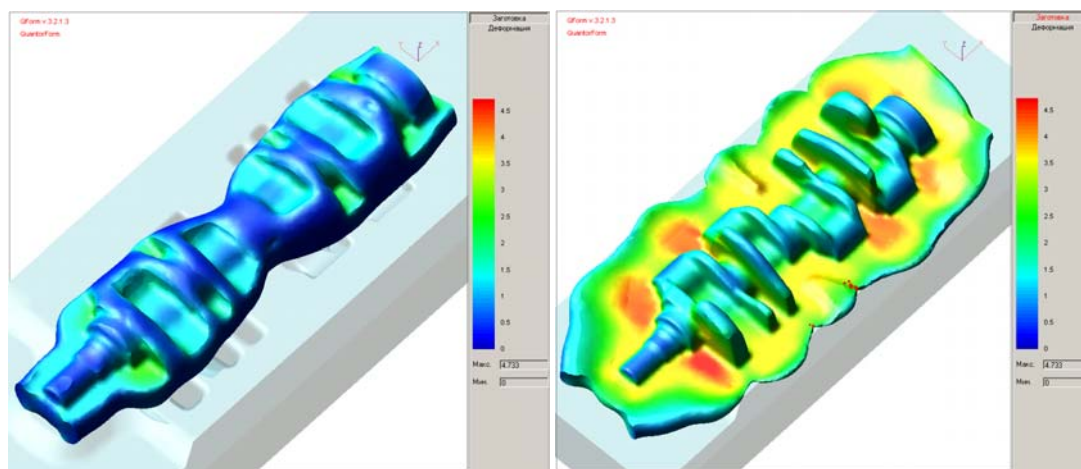 QForm v.3.2.1.3
QuantorForm
Заготовка
Деформация
4.5
4
3.5
3
2.5
2
1.5
1
0.5
0
Макс. 4.733
Мин. 0
QForm v.3.2.1.3
QuantorForm
Заготовка
Деформация
4.5
4
3.5
3
2.5
2
1.5
1
0.5
0
Макс. 4.733
Мин. 0